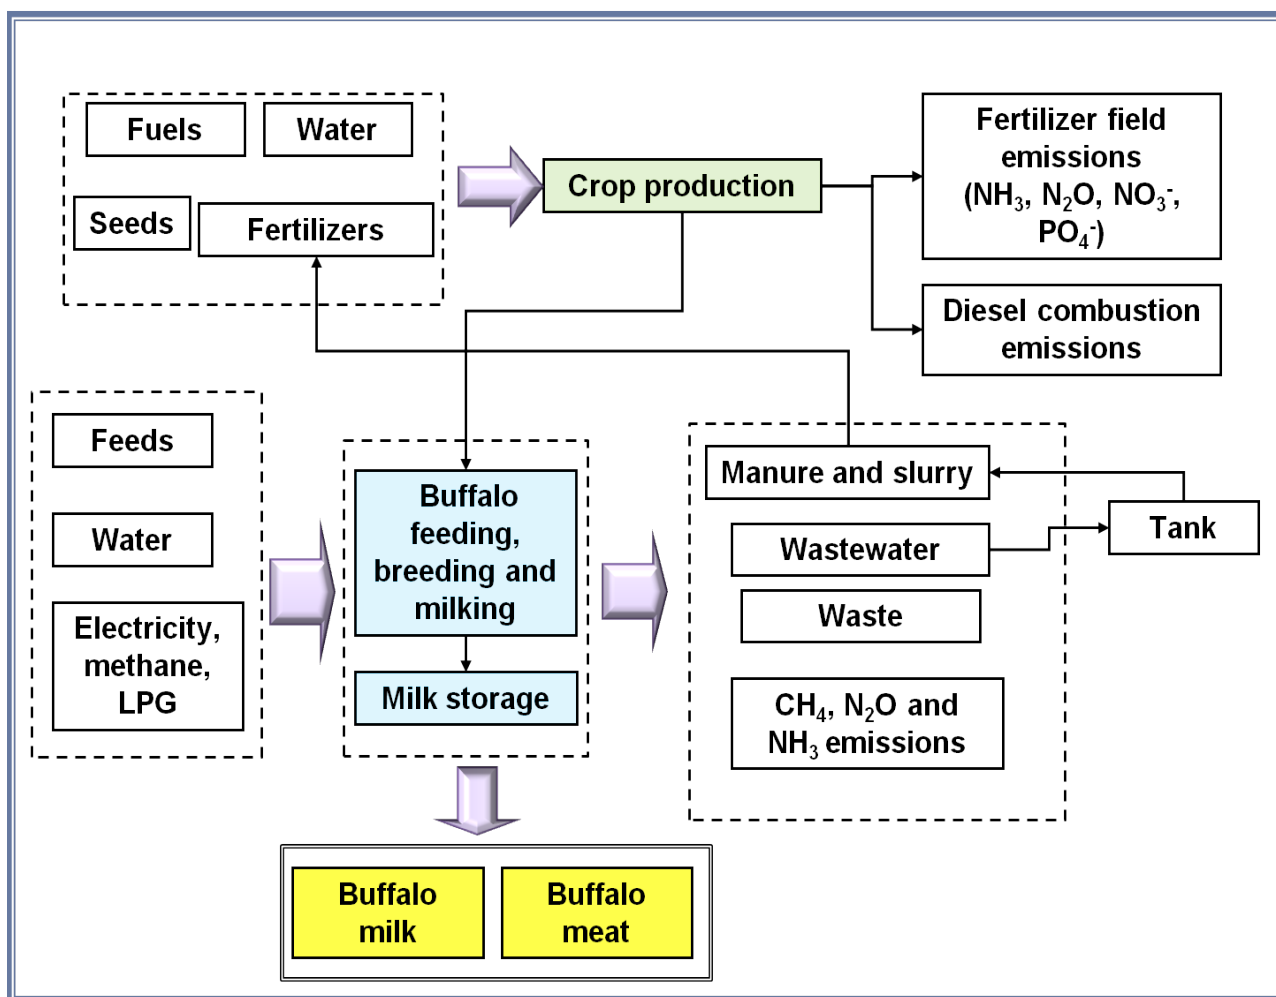 Fuels
Water
Seeds
Fertilizers
Crop production
Fertilizer field
emissions
(NH₃, N₂O, NO₃⁻,
PO₄⁻)
Diesel combustion
emissions
Feeds
Water
Electricity,
methane,
LPG
Buffalo
feeding,
breeding and
milking
Milk storage
Manure and slurry
Wastewater
Waste
CH₄, N₂O and
NH₃ emissions
Tank
Buffalo
milk
Buffalo
meat